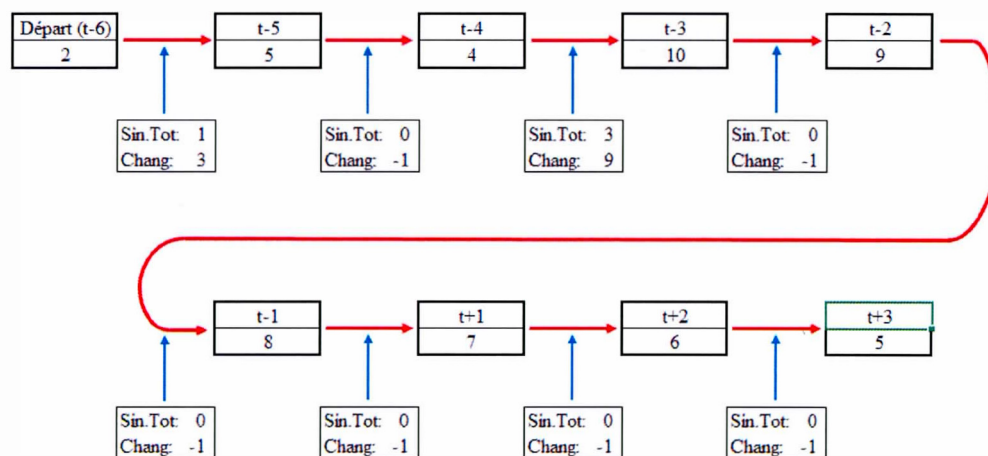 Départ (t-6)
2
t-5
5
t-4
4
t-3
10
t-2
9
Sin.Tot: 1
Chang: 3
Sin.Tot: 0
Chang: -1
Sin.Tot: 3
Chang: 9
Sin.Tot: 0
Chang: -1
t-1
8
t+1
7
t+2
6
t+3
5
Sin.Tot: 0
Chang: -1
Sin.Tot: 0
Chang: -1
Sin.Tot: 0
Chang: -1
Sin.Tot: 0
Chang: -1